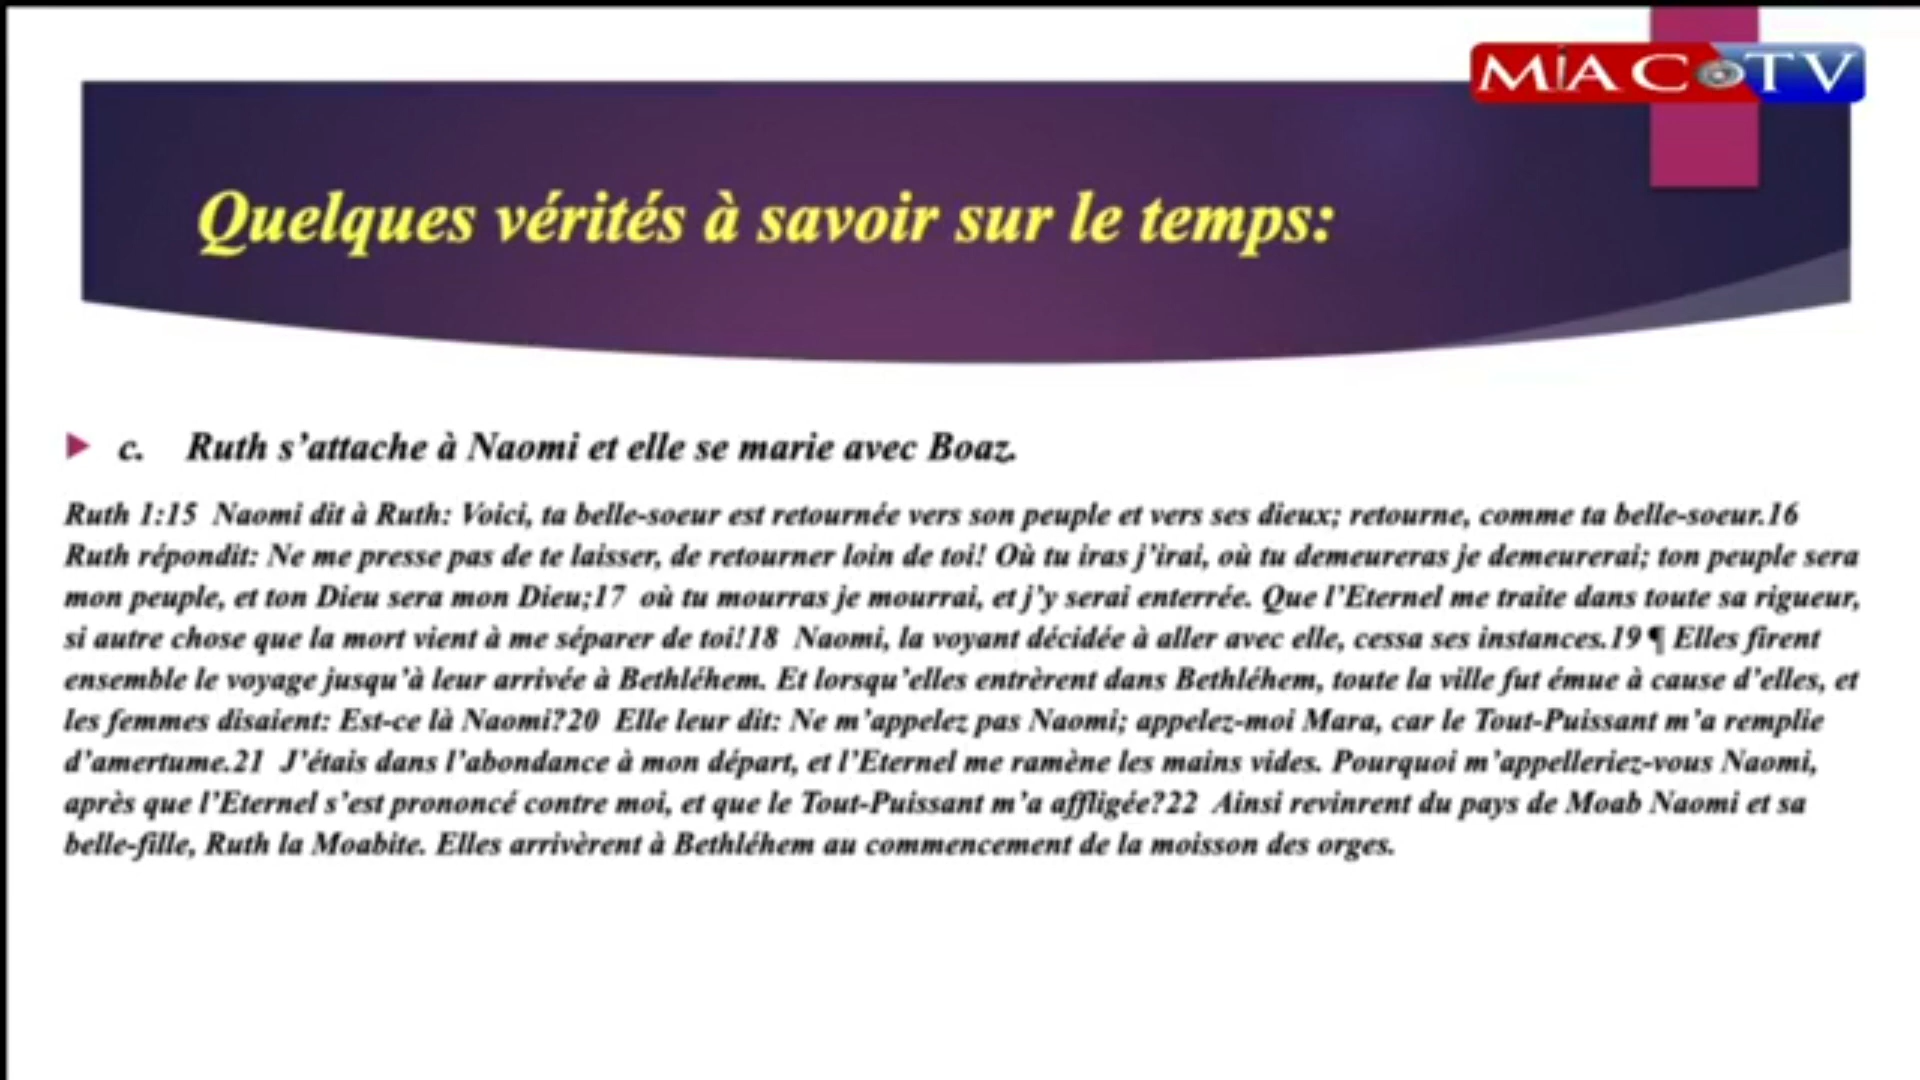 MiAC TV
Quelques vérités à savoir sur le temps:
c. Ruth s'attache à Naomi et elle se marie avec Boaz.
Ruth 1:15 Naomi dit à Ruth: Voici, ta belle-soeur est retournée vers son peuple et vers ses dieux; retourne, comme ta belle-soeur.16
Ruth répondit: Ne me presse pas de te laisser, de retourner loin de toi! Où tu iras j'irai, où tu demeureras je demeurerai; ton peuple sera
mon peuple, et ton Dieu sera mon Dieu;17 où tu mourras je mourrai, et j'y serai enterrée. Que l'Eternel me traite dans toute sa rigueur,
si autre chose que la mort vient à me séparer de toi!18 Naomi, la voyant décidée à aller avec elle, cessa ses instances.19 ¶ Elles firent
ensemble le voyage jusqu'à leur arrivée à Bethléhem. Et lorsqu'elles entrèrent dans Bethléhem, toute la ville fut émue à cause d'elles, et
les femmes disaient: Est-ce là Naomi?20 Elle leur dit: Ne m'appelez pas Naomi; appelez-moi Mara, car le Tout-Puissant m'a remplie
d'amertume.21 J'étais dans l'abondance à mon départ, et l'Eternel me ramène les mains vides. Pourquoi m'appelleriez-vous Naomi,
après que l'Eternel s'est prononcé contre moi, et que le Tout-Puissant m'a affligée?22 Ainsi revinrent du pays de Moab Naomi et sa
belle-fille, Ruth la Moabite. Elles arrivèrent à Bethléhem au commencement de la moisson des orges.